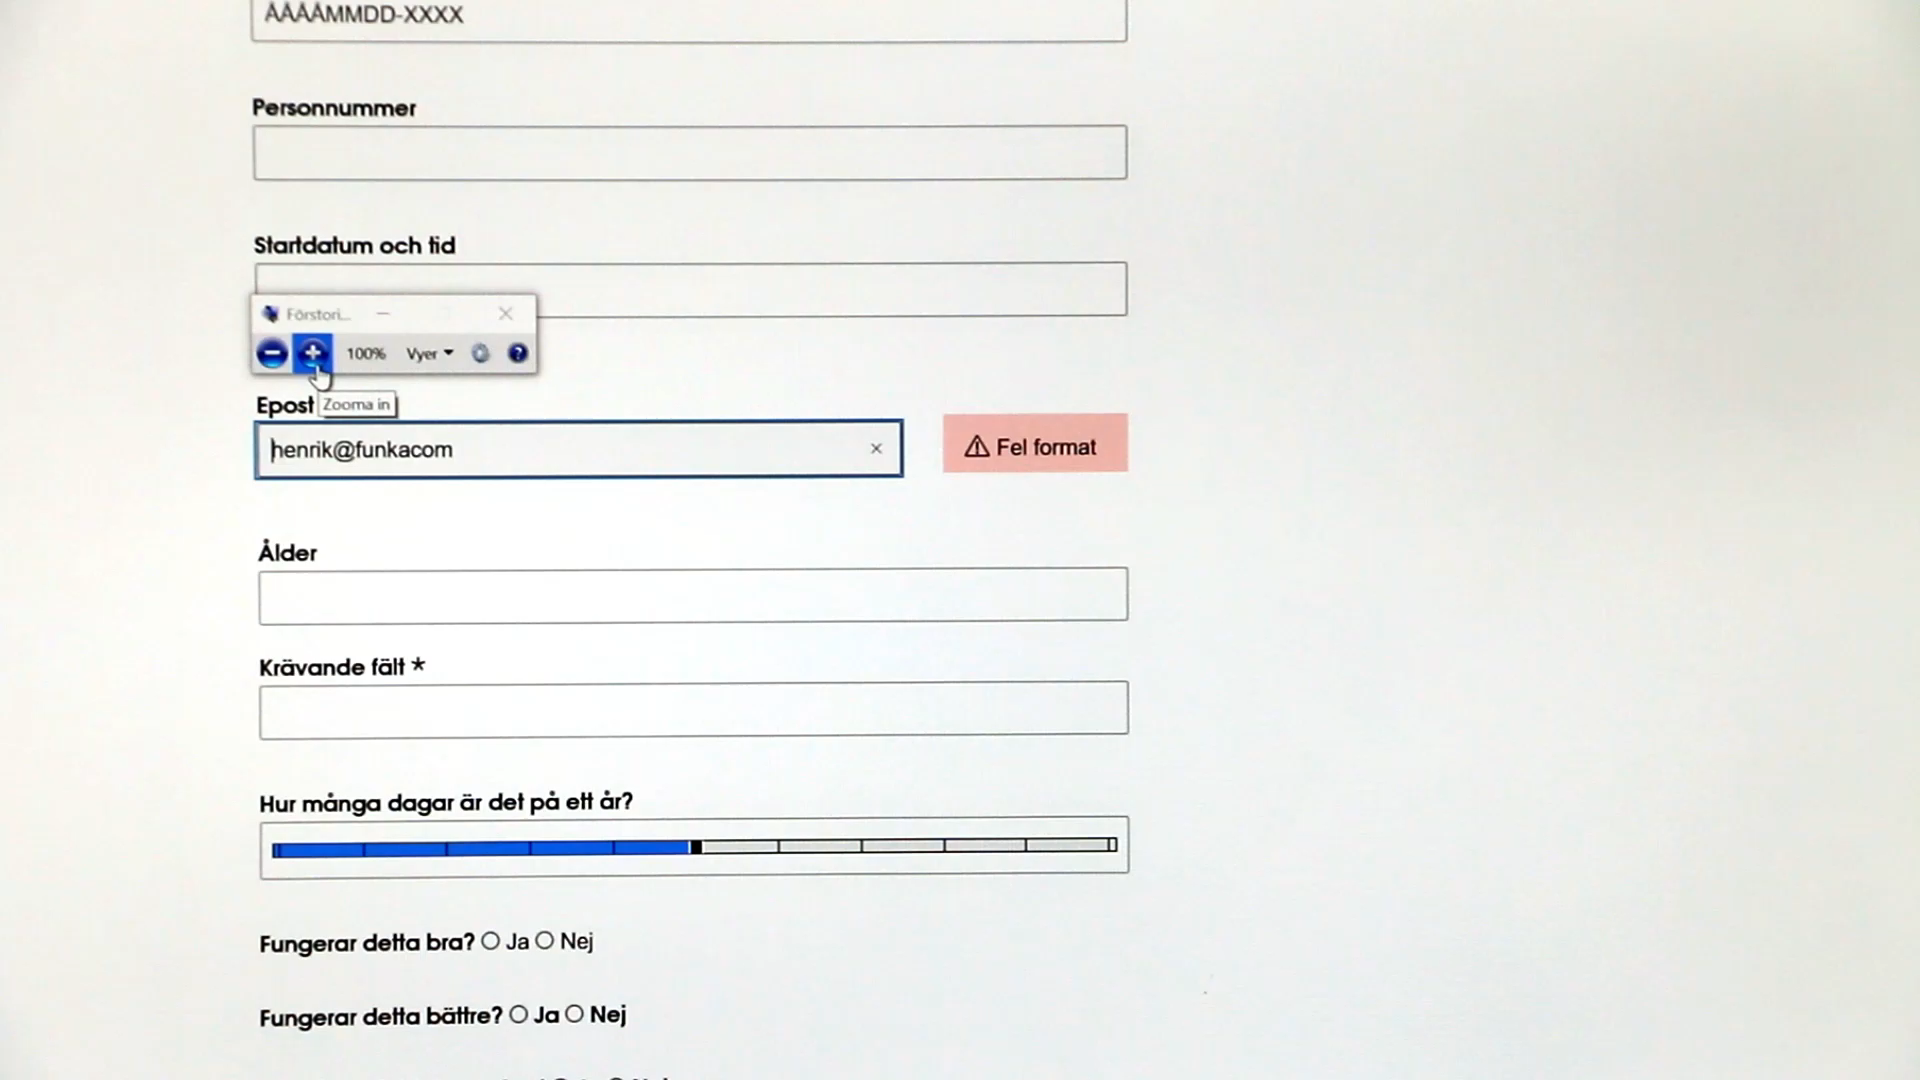 ÅÅÅÅMMDD-XXXX
Personnummer
Startdatum och tid
Förstori...
100% Vyer
Epost
Zooma in
henrik@funkacom
Fel format
Ålder
Krävande fält *
Hur många dagar är det på ett år?
Fungerar detta bra? Ja Nej
Fungerar detta bättre? Ja Nej